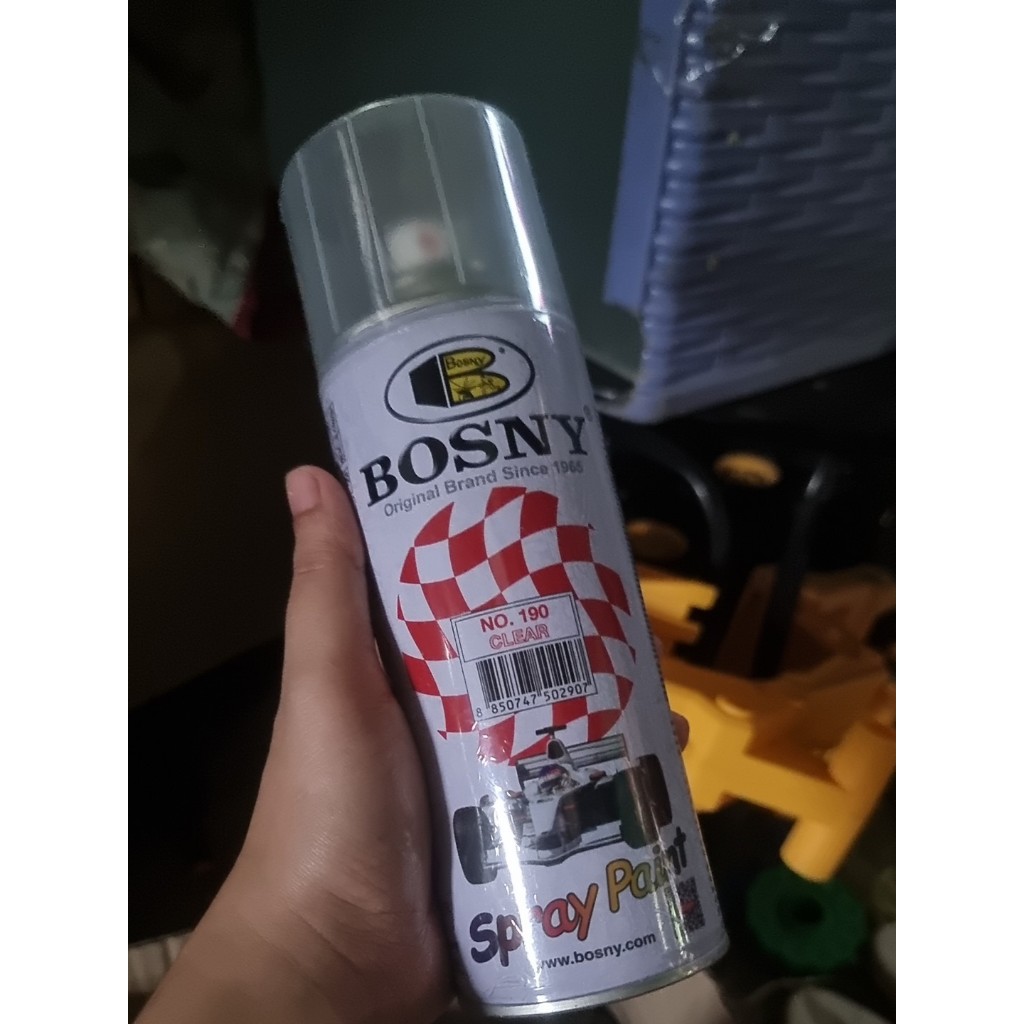 BOSNY
BOSNY®
Original Brand Since 1965
NO. 190
CLEAR
8 850747 502907
Spray Paint
www.bosny.com